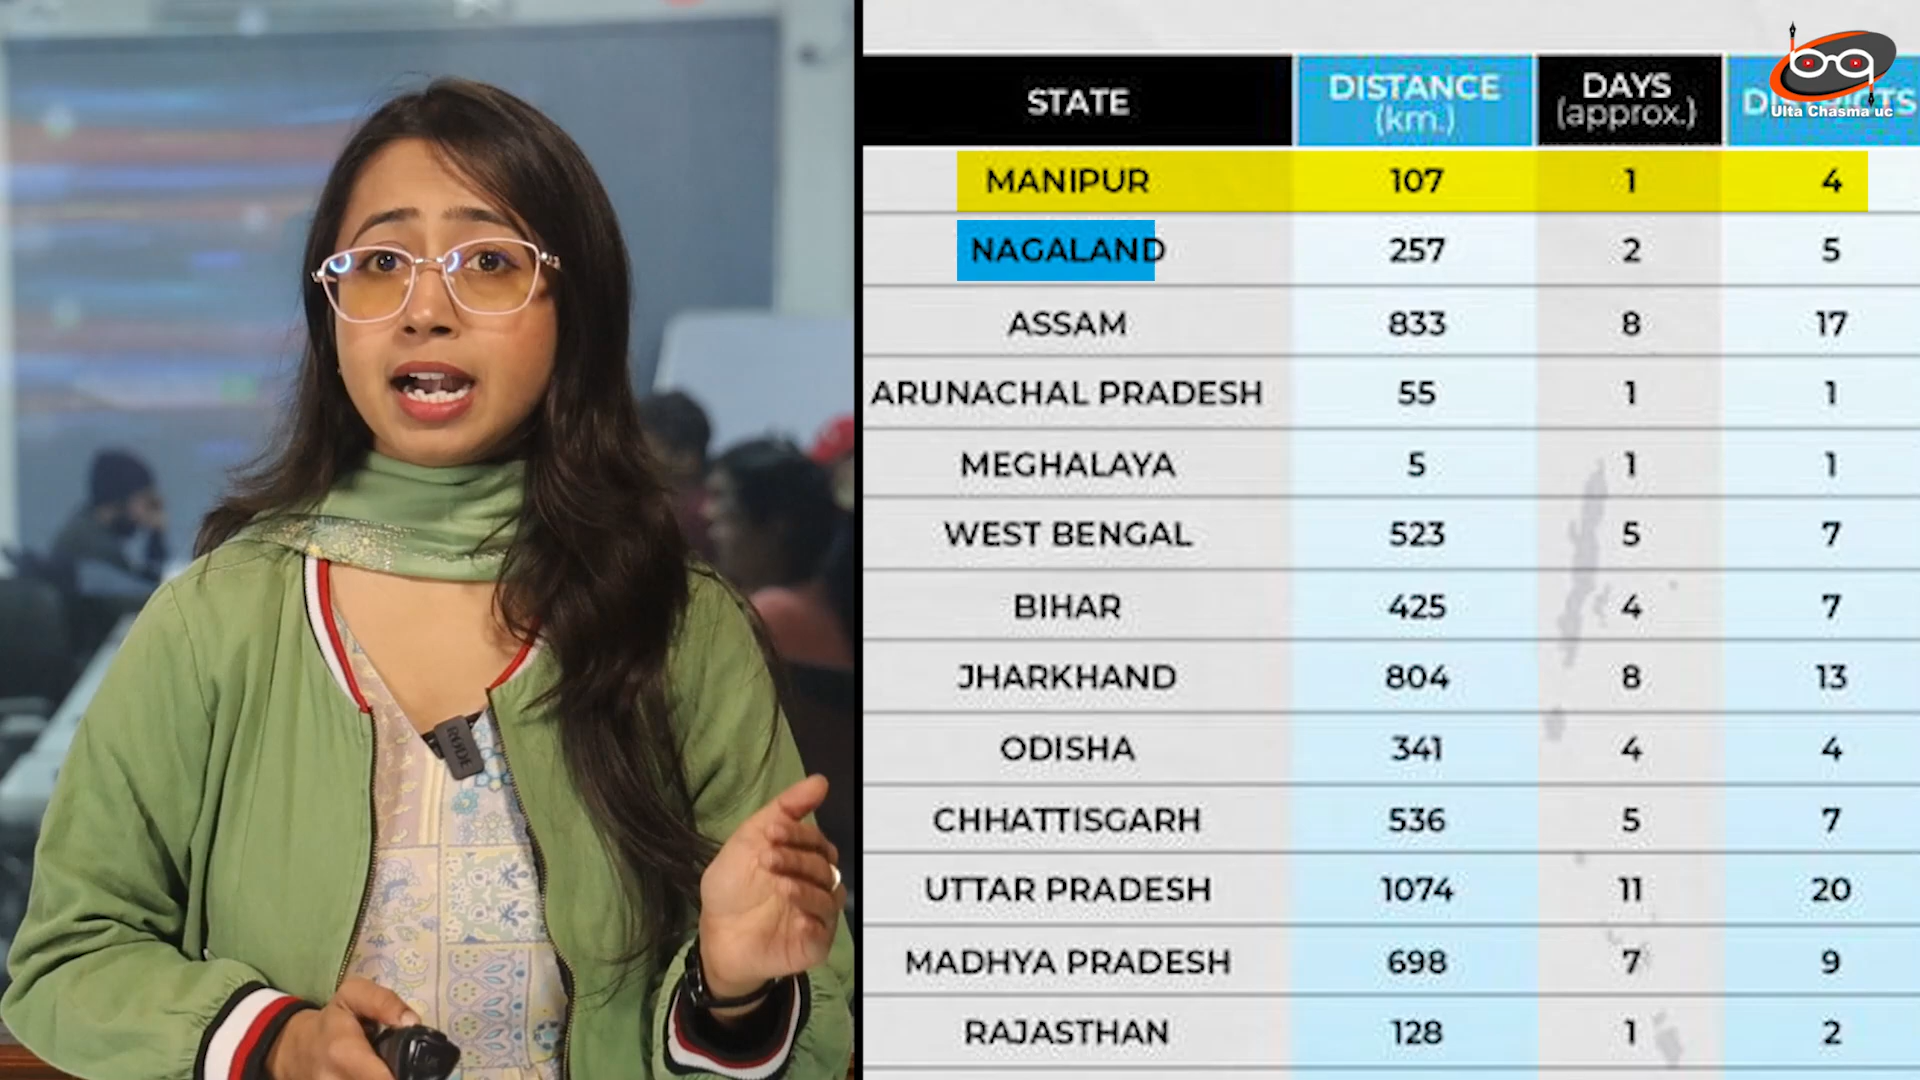 STATE DISTANCE (km.) DAYS (approx.) DISTRICTS
Ulta Chasma uc
MANIPUR 107 1 4
NAGALAND 257 2 5
ASSAM 833 8 17
ARUNACHAL PRADESH 55 1 1
MEGHALAYA 5 1 1
WEST BENGAL 523 5 7
BIHAR 425 4 7
JHARKHAND 804 8 13
RODE
ODISHA 341 4 4
CHHATTISGARH 536 5 7
UTTAR PRADESH 1074 11 20
MADHYA PRADESH 698 7 9
RAJASTHAN 128 1 2